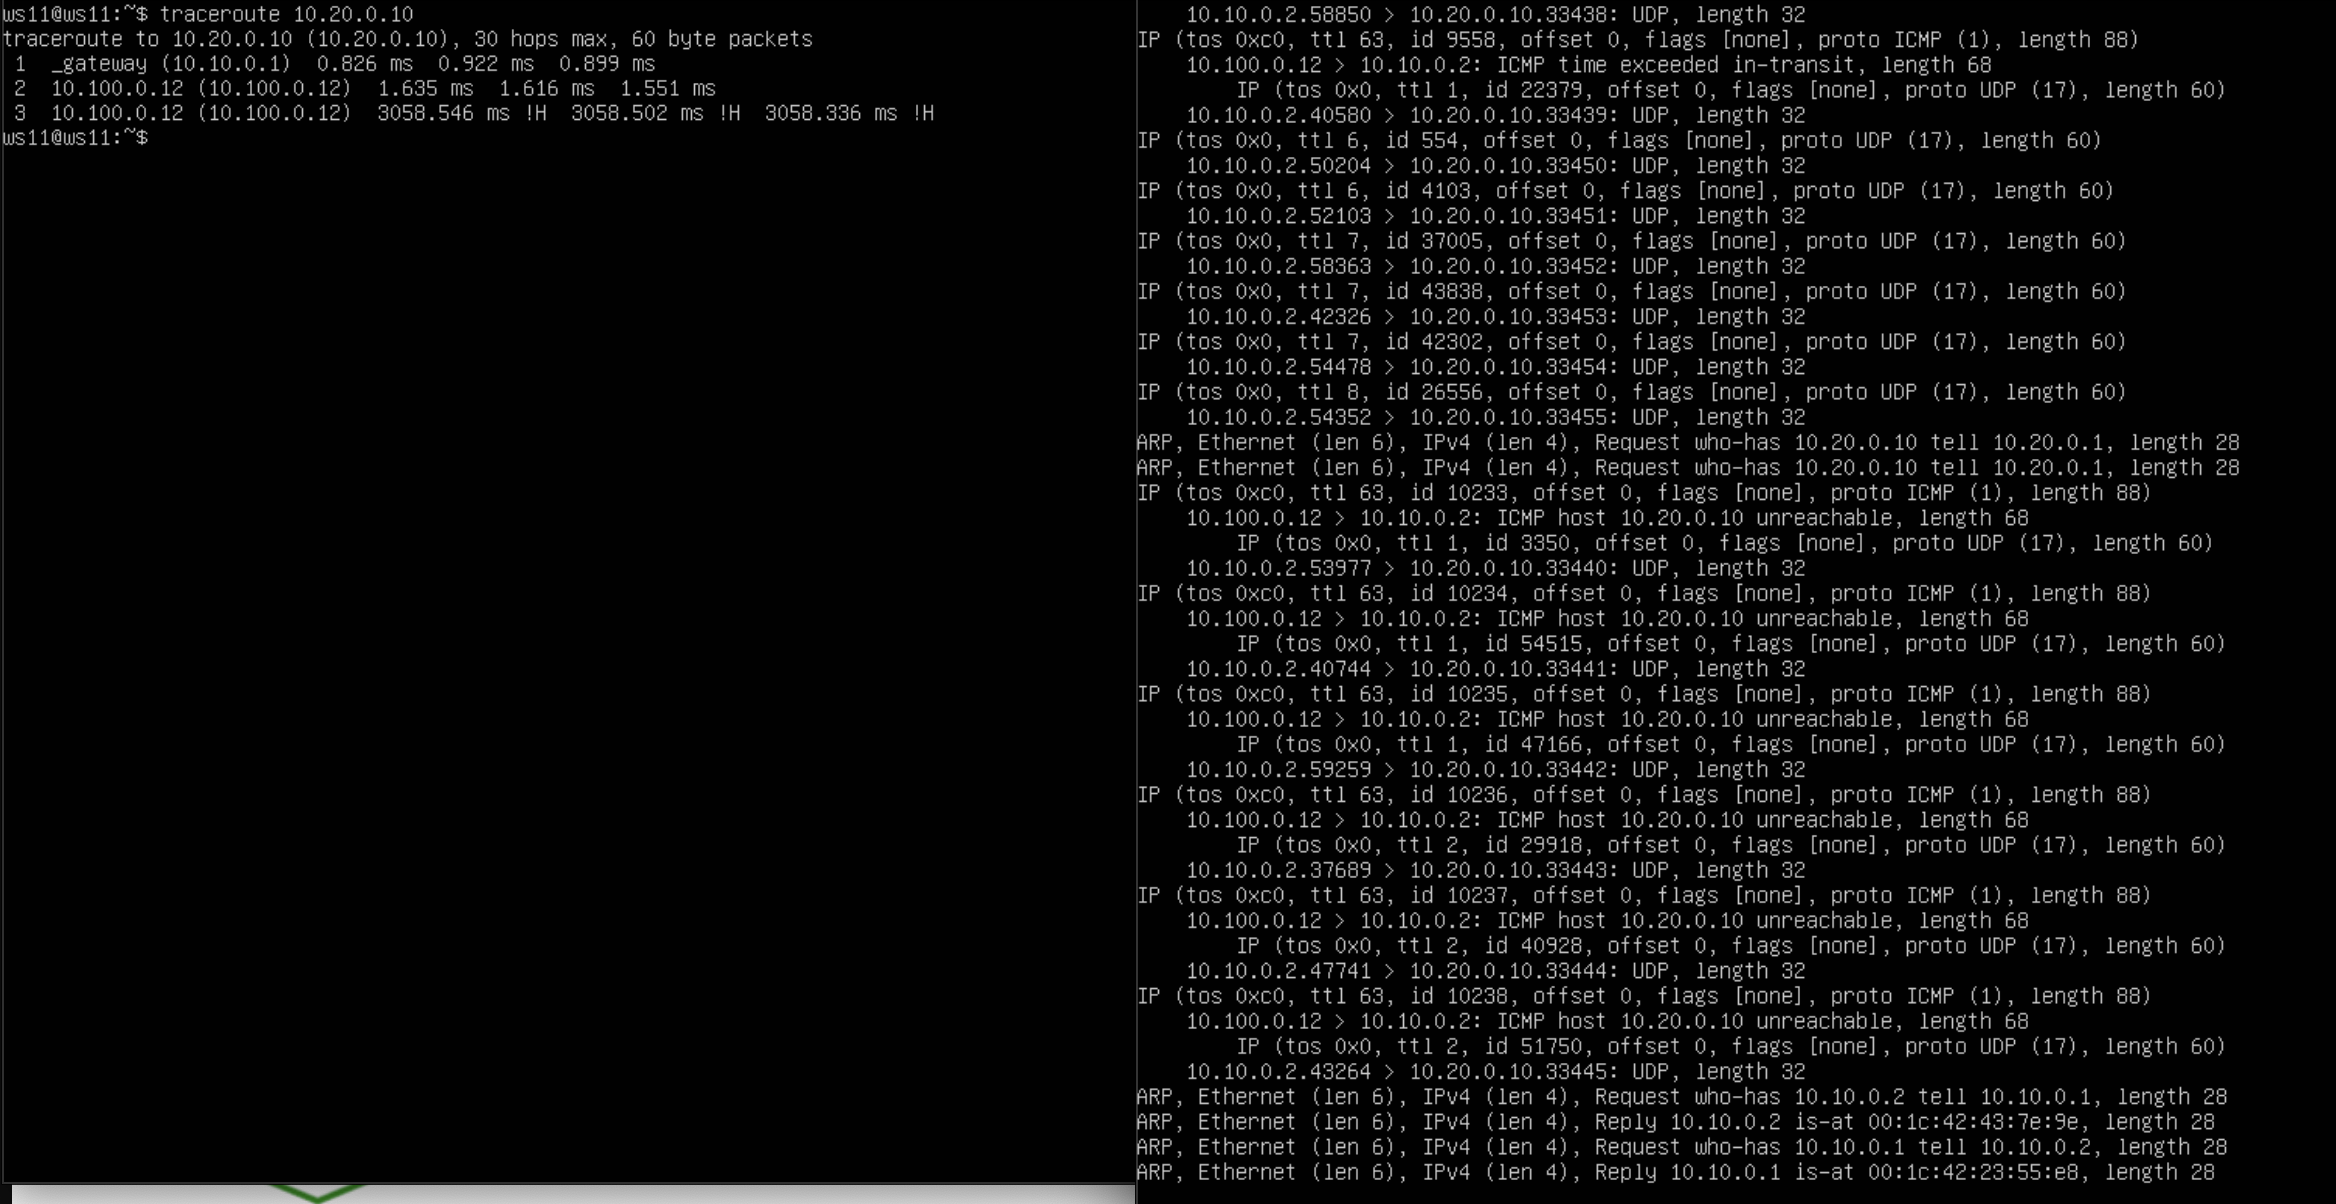 ws11@ws11:~$ traceroute 10.20.0.10
traceroute to 10.20.0.10 (10.20.0.10), 30 hops max, 60 byte packets
 1  _gateway (10.10.0.1)  0.826 ms  0.922 ms  0.899 ms
 2  10.100.0.12 (10.100.0.12)  1.635 ms  1.616 ms  1.551 ms
 3  10.100.0.12 (10.100.0.12)  3058.546 ms !H  3058.502 ms !H  3058.336 ms !H
ws11@ws11:~$
10.10.0.2.58850 > 10.20.0.10.33438: UDP, length 32
IP (tos 0xc0, ttl 63, id 9558, offset 0, flags [none], proto ICMP (1), length 88)
10.100.0.12 > 10.10.0.2: ICMP time exceeded in-transit, length 68
IP (tos 0x0, ttl 1, id 22379, offset 0, flags [none], proto UDP (17), length 60)
10.10.0.2.40580 > 10.20.0.10.33439: UDP, length 32
IP (tos 0x0, ttl 6, id 554, offset 0, flags [none], proto UDP (17), length 60)
10.10.0.2.50204 > 10.20.0.10.33450: UDP, length 32
IP (tos 0x0, ttl 6, id 4103, offset 0, flags [none], proto UDP (17), length 60)
10.10.0.2.52103 > 10.20.0.10.33451: UDP, length 32
IP (tos 0x0, ttl 7, id 37005, offset 0, flags [none], proto UDP (17), length 60)
10.10.0.2.58363 > 10.20.0.10.33452: UDP, length 32
IP (tos 0x0, ttl 7, id 43838, offset 0, flags [none], proto UDP (17), length 60)
10.10.0.2.42326 > 10.20.0.10.33453: UDP, length 32
IP (tos 0x0, ttl 7, id 42302, offset 0, flags [none], proto UDP (17), length 60)
10.10.0.2.54478 > 10.20.0.10.33454: UDP, length 32
IP (tos 0x0, ttl 8, id 26556, offset 0, flags [none], proto UDP (17), length 60)
10.10.0.2.54352 > 10.20.0.10.33455: UDP, length 32
ARP, Ethernet (len 6), IPv4 (len 4), Request who-has 10.20.0.10 tell 10.20.0.1, length 28
ARP, Ethernet (len 6), IPv4 (len 4), Request who-has 10.20.0.10 tell 10.20.0.1, length 28
IP (tos 0xc0, ttl 63, id 10233, offset 0, flags [none], proto ICMP (1), length 88)
10.100.0.12 > 10.10.0.2: ICMP host 10.20.0.10 unreachable, length 68
IP (tos 0x0, ttl 1, id 3350, offset 0, flags [none], proto UDP (17), length 60)
10.10.0.2.53977 > 10.20.0.10.33440: UDP, length 32
IP (tos 0xc0, ttl 63, id 10234, offset 0, flags [none], proto ICMP (1), length 88)
10.100.0.12 > 10.10.0.2: ICMP host 10.20.0.10 unreachable, length 68
IP (tos 0x0, ttl 1, id 54515, offset 0, flags [none], proto UDP (17), length 60)
10.10.0.2.40744 > 10.20.0.10.33441: UDP, length 32
IP (tos 0xc0, ttl 63, id 10235, offset 0, flags [none], proto ICMP (1), length 88)
10.100.0.12 > 10.10.0.2: ICMP host 10.20.0.10 unreachable, length 68
IP (tos 0x0, ttl 1, id 47166, offset 0, flags [none], proto UDP (17), length 60)
10.10.0.2.59259 > 10.20.0.10.33442: UDP, length 32
IP (tos 0xc0, ttl 63, id 10236, offset 0, flags [none], proto ICMP (1), length 88)
10.100.0.12 > 10.10.0.2: ICMP host 10.20.0.10 unreachable, length 68
IP (tos 0x0, ttl 2, id 29918, offset 0, flags [none], proto UDP (17), length 60)
10.10.0.2.37689 > 10.20.0.10.33443: UDP, length 32
IP (tos 0xc0, ttl 63, id 10237, offset 0, flags [none], proto ICMP (1), length 88)
10.100.0.12 > 10.10.0.2: ICMP host 10.20.0.10 unreachable, length 68
IP (tos 0x0, ttl 2, id 40928, offset 0, flags [none], proto UDP (17), length 60)
10.10.0.2.47741 > 10.20.0.10.33444: UDP, length 32
IP (tos 0xc0, ttl 63, id 10238, offset 0, flags [none], proto ICMP (1), length 88)
10.100.0.12 > 10.10.0.2: ICMP host 10.20.0.10 unreachable, length 68
IP (tos 0x0, ttl 2, id 51750, offset 0, flags [none], proto UDP (17), length 60)
10.10.0.2.43264 > 10.20.0.10.33445: UDP, length 32
ARP, Ethernet (len 6), IPv4 (len 4), Request who-has 10.10.0.2 tell 10.10.0.1, length 28
ARP, Ethernet (len 6), IPv4 (len 4), Reply 10.10.0.2 is-at 00:1c:42:43:7e:9e, length 28
ARP, Ethernet (len 6), IPv4 (len 4), Request who-has 10.10.0.1 tell 10.10.0.2, length 28
ARP, Ethernet (len 6), IPv4 (len 4), Reply 10.10.0.1 is-at 00:1c:42:23:55:e8, length 28